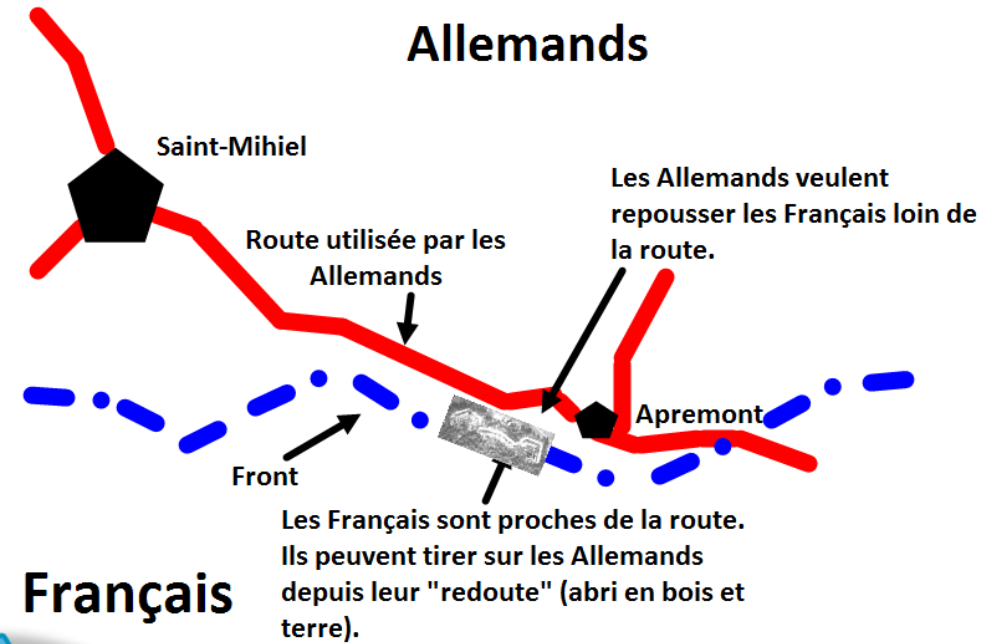 Allemands
Saint-Mihiel
Les Allemands veulent
repousser les Français loin de
la route.
Route utilisée par les
Allemands
Apremont
Front
Les Français sont proches de la route.
Ils peuvent tirer sur les Allemands
depuis leur "redoute" (abri en bois et
terre).
Français